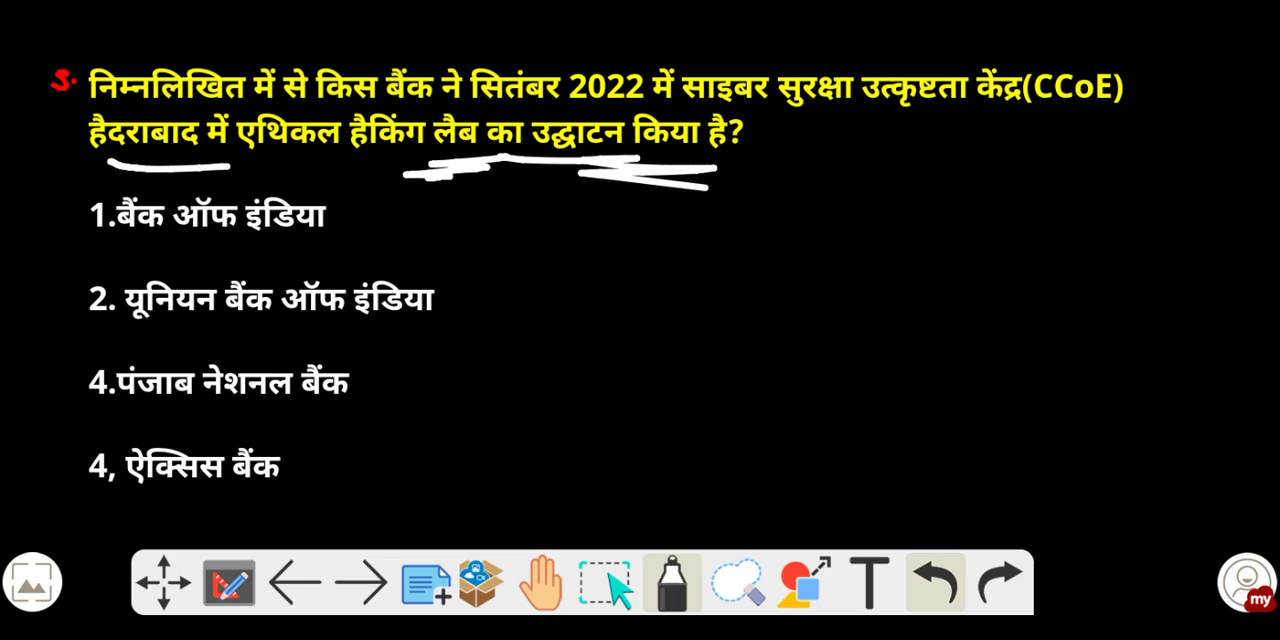 5. निम्नलिखित में से किस बैंक ने सितंबर 2022 में साइबर सुरक्षा उत्कृष्टता केंद्र(CCoE)
हैदराबाद में एथिकल हैकिंग लैब का उद्घाटन किया है?
1.बैंक ऑफ इंडिया
2. यूनियन बैंक ऑफ इंडिया
4.पंजाब नेशनल बैंक
4, ऐक्सिस बैंक
T
my